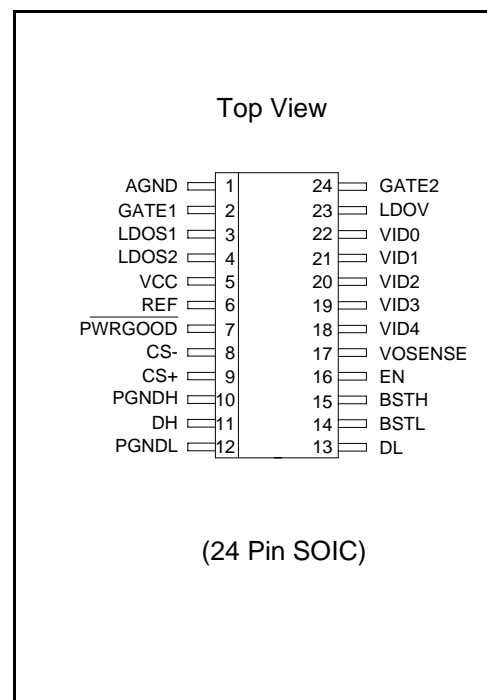 Top View
AGND 1 24 GATE2
GATE1 2 23 LDOV
LDOS1 3 22 VID0
LDOS2 4 21 VID1
VCC 5 20 VID2
REF 6 19 VID3
PWRGOOD 7 18 VID4
CS- 8 17 VOSENSE
CS+ 9 16 EN
PGNDH 10 15 BSTH
DH 11 14 BSTL
PGNDL 12 13 DL
(24 Pin SOIC)